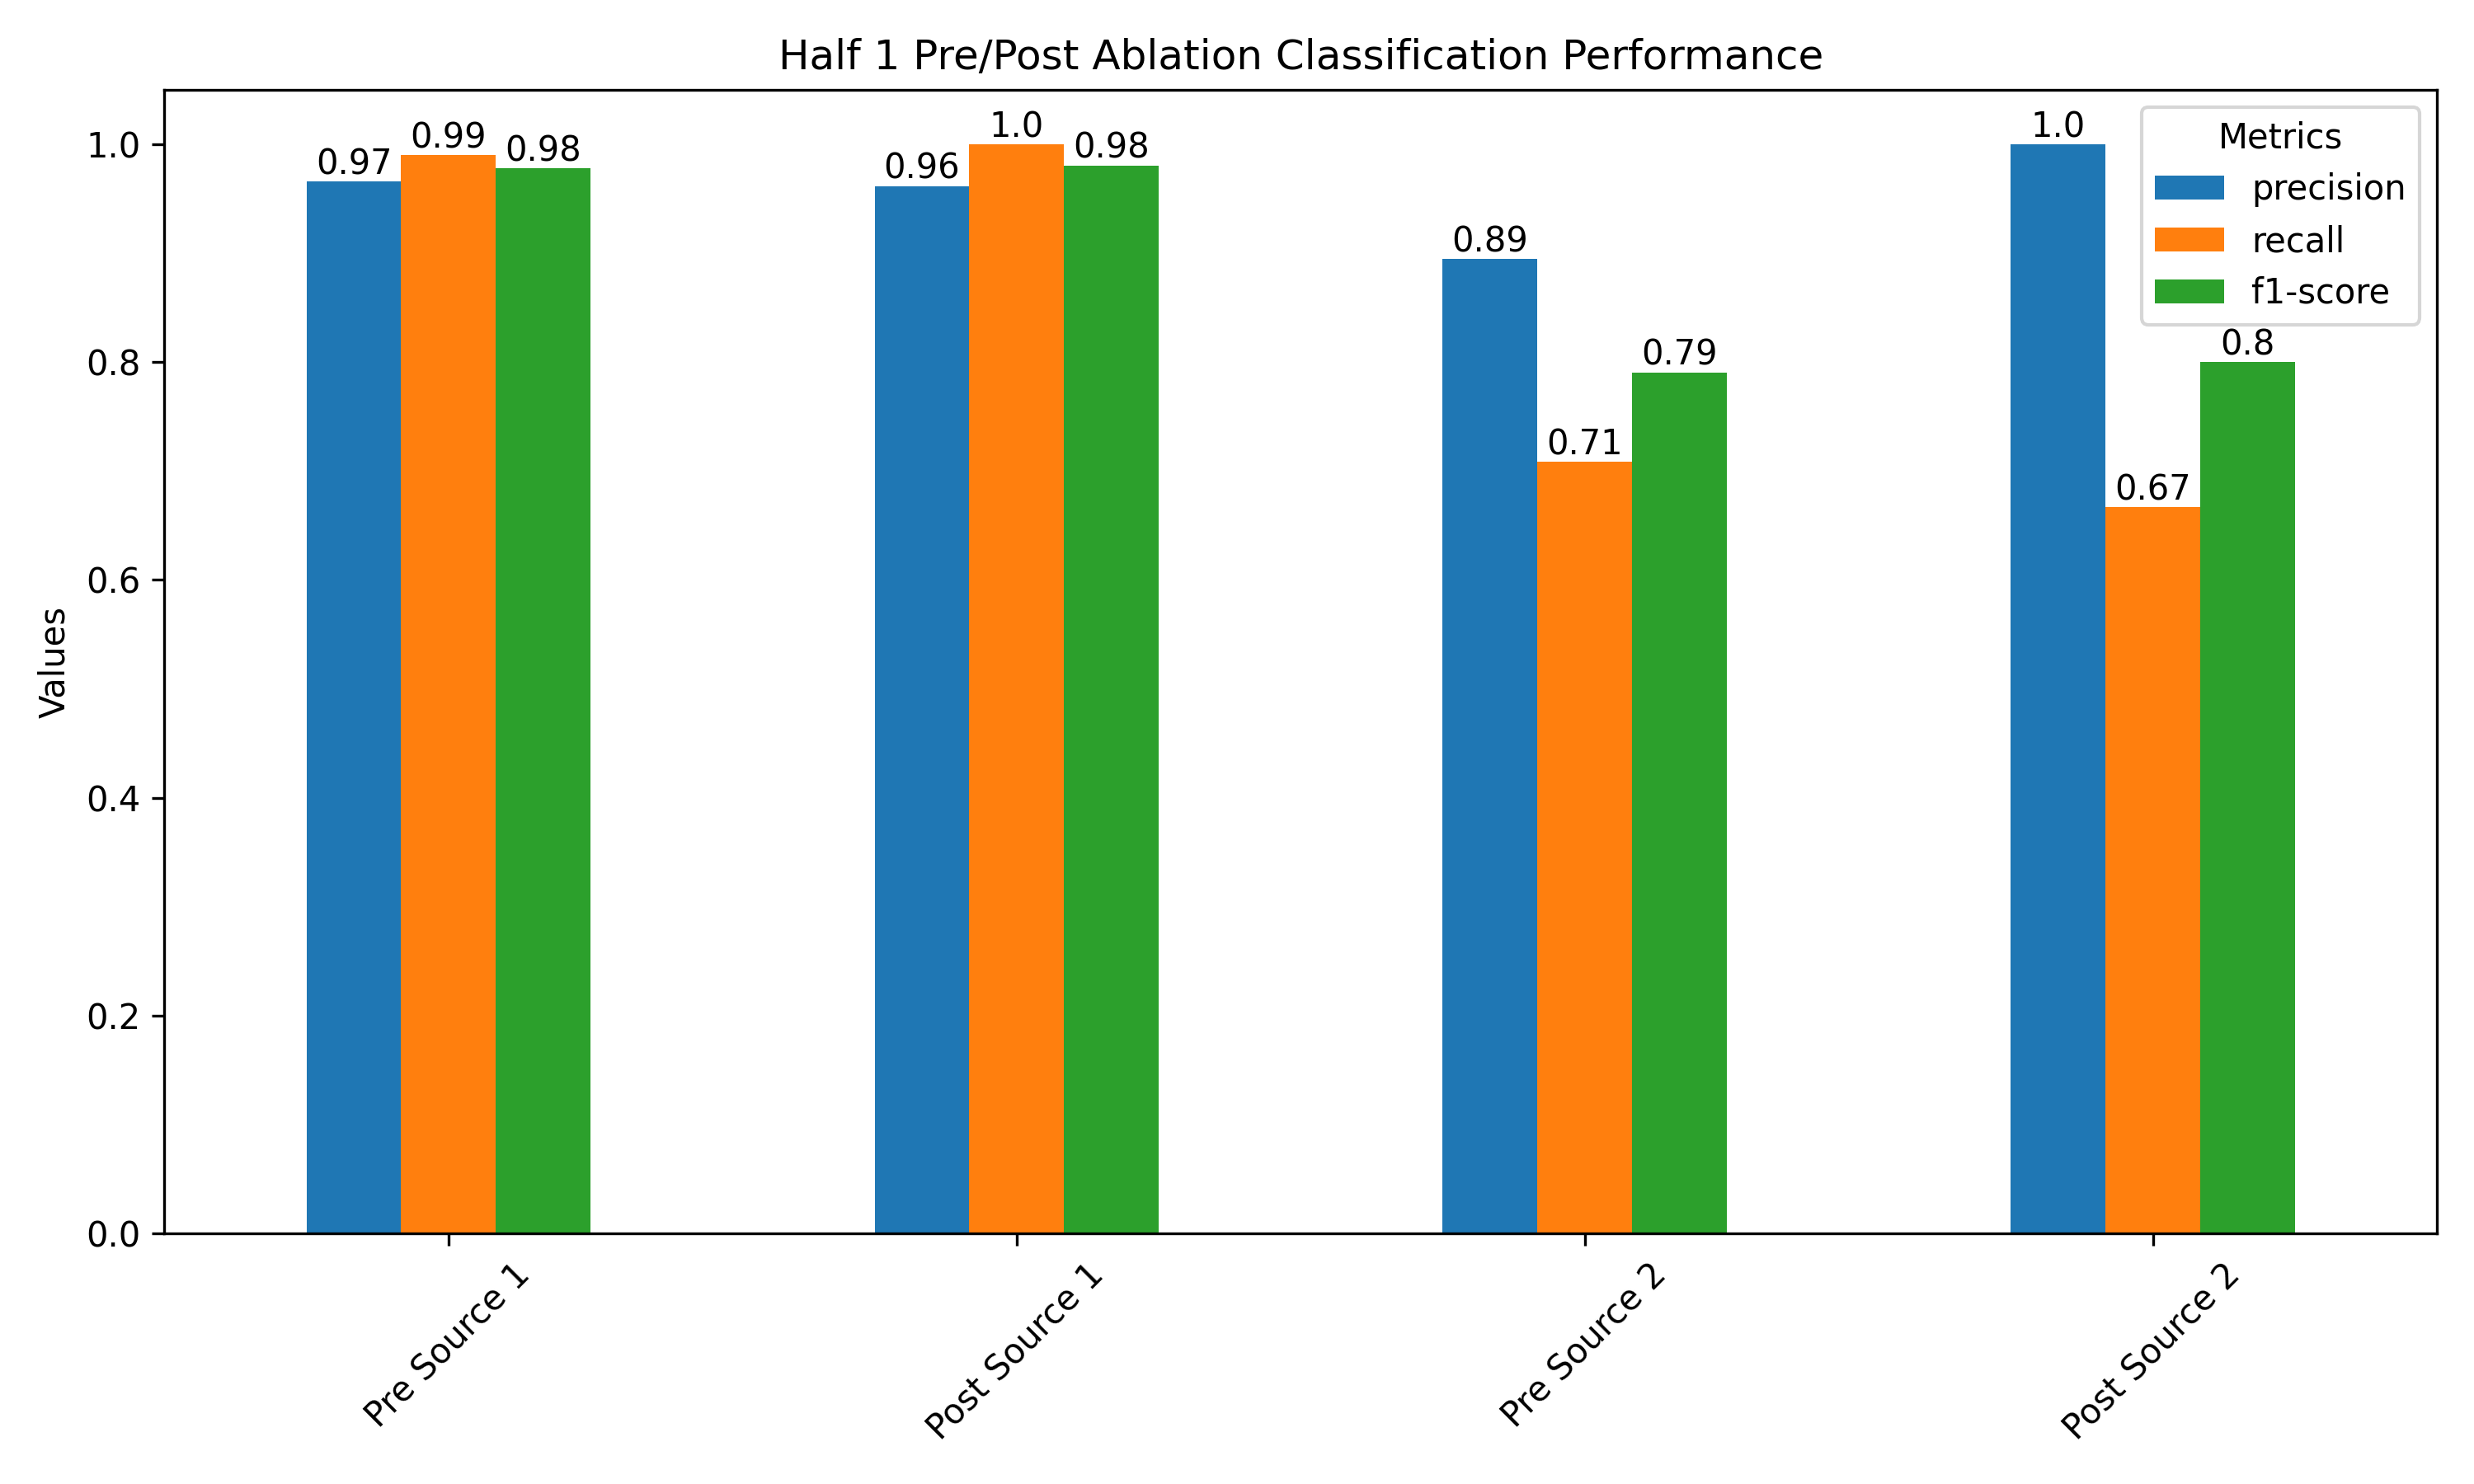 Half 1 Pre/Post Ablation Classification Performance
Metrics
precision
recall
f1-score
Values
1.0
0.8
0.6
0.4
0.2
0.0
0.97
0.99
0.98
0.96
1.0
0.98
0.89
0.71
0.79
1.0
0.67
0.8
Pre Source 1
Post Source 1
Pre Source 2
Post Source 2